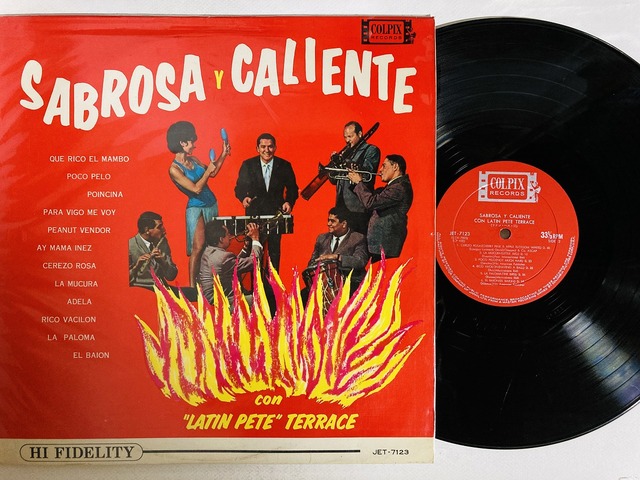 COLPIX
RECORDS
SABROSA Y CALIENTE
QUE RICO EL MAMBO
POCO PELO
POINCINA
PARA VIGO ME VOY
PEANUT VENDOR
AY MAMA INEZ
CEREZO ROSA
LA MUCURA
ADELA
RICO VACILON
LA PALOMA
EL BAION
con
"LATIN PETE" TERRACE
HI FIDELITY
JET-7123
COLPIX
RECORDS
SABROSA Y CALIENTE
CON LATIN PETE TERRACE
JET-7123
33⅓ RPM